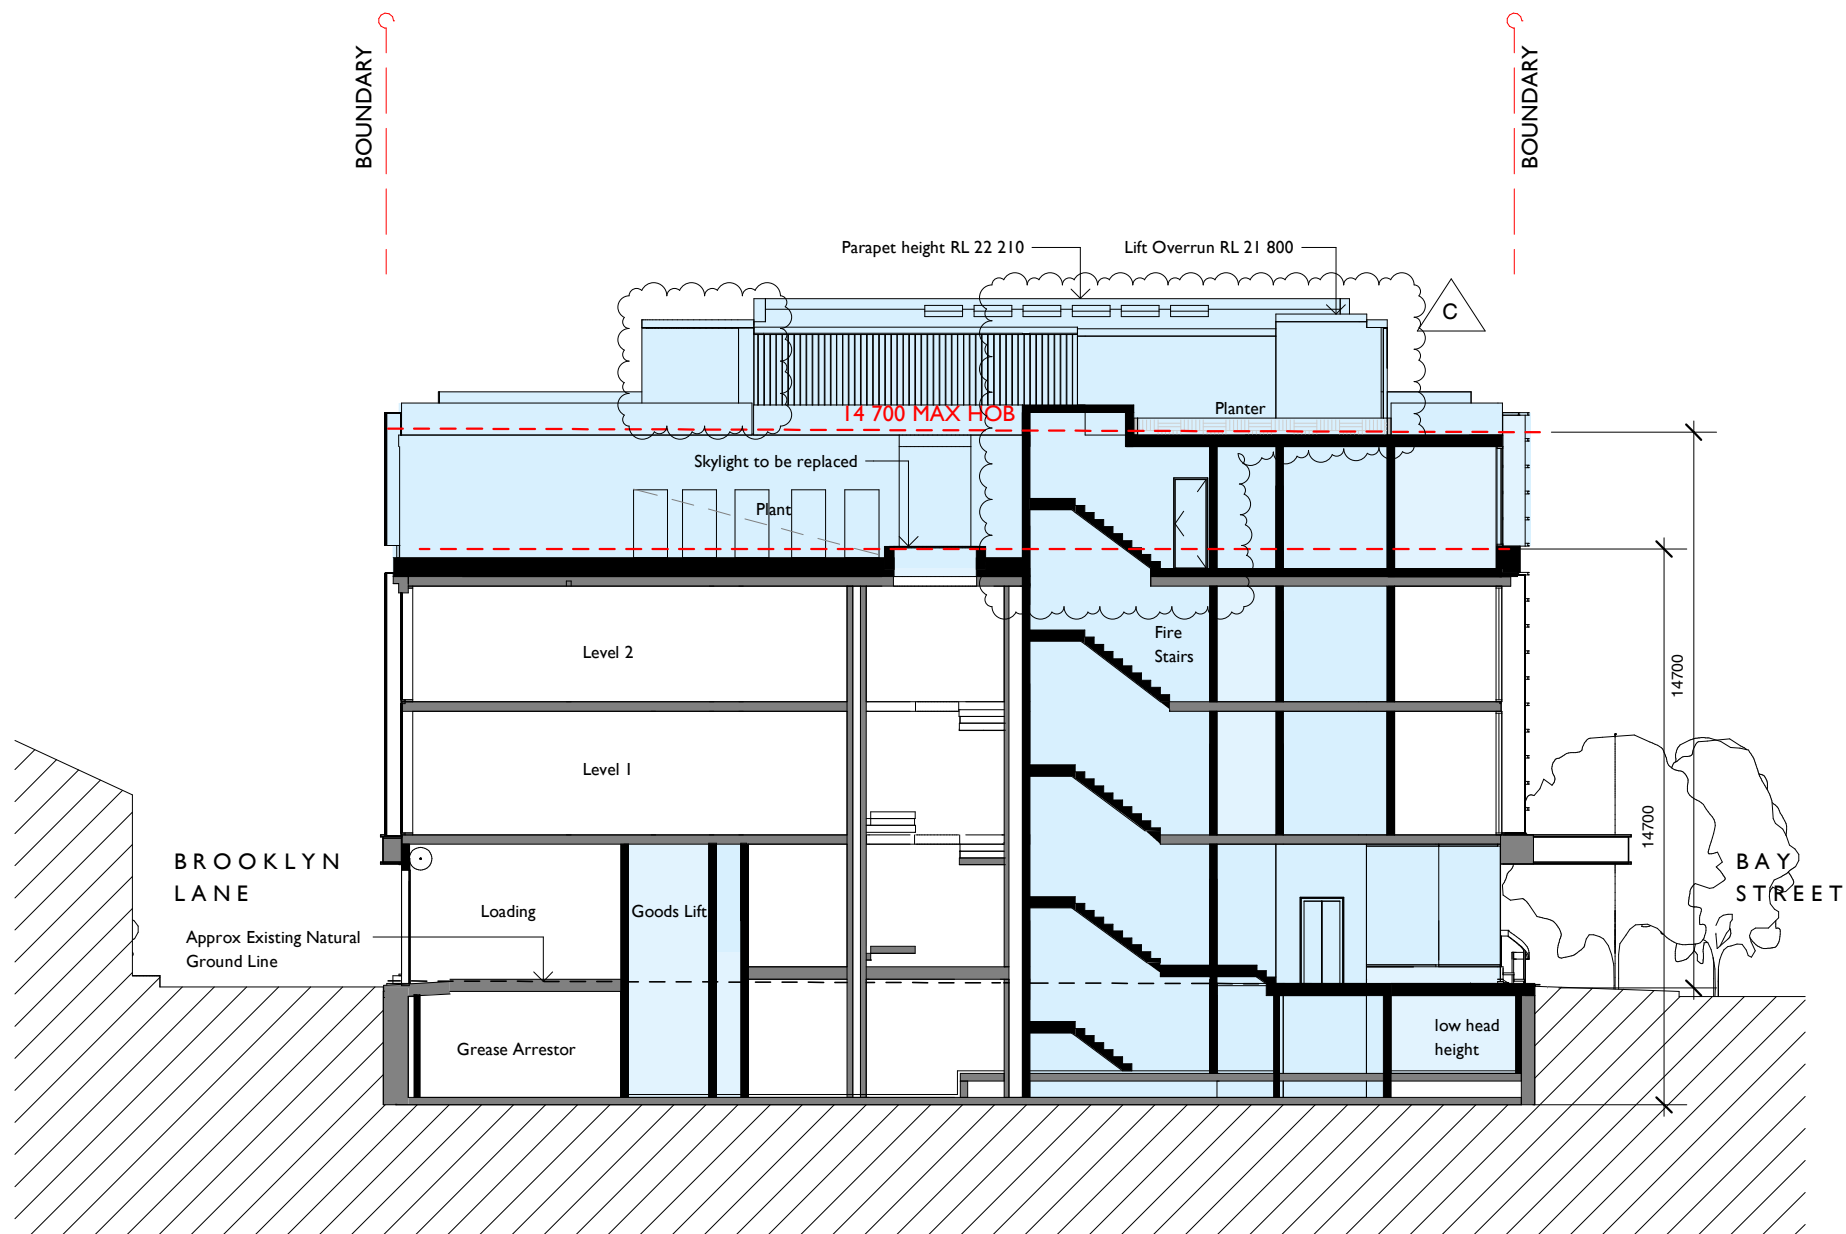 BOUNDARY
BOUNDARY
Parapet height RL 22 210
Lift Overrun RL 21 800
C
14 700 MAX HOB
Planter
Skylight to be replaced
Plant
Fire
Stairs
Level 2
14700
Level 1
14700
BROOKLYN
LANE
BAY
STREET
Loading
Goods Lift
Approx Existing Natural
Ground Line
Grease Arrestor
low head
height